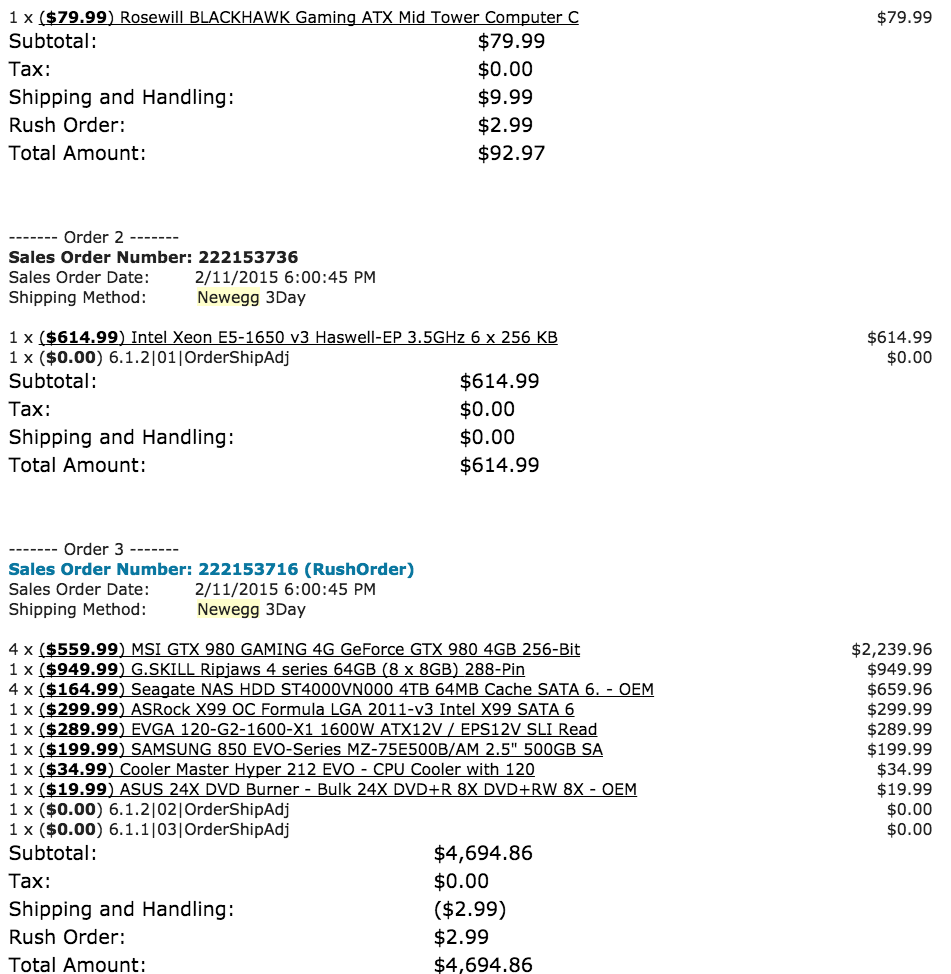 1 x ($79.99) Rosewill BLACKHAWK Gaming ATX Mid Tower Computer C $79.99
Subtotal: $79.99
Tax: $0.00
Shipping and Handling: $9.99
Rush Order: $2.99
Total Amount: $92.97
------- Order 2 -------
Sales Order Number: 222153736
Sales Order Date: 2/11/2015 6:00:45 PM
Shipping Method: Newegg 3Day
1 x ($614.99) Intel Xeon E5-1650 v3 Haswell-EP 3.5GHz 6 x 256 KB $614.99
1 x ($0.00) 6.1.2|01|OrderShipAdj $0.00
Subtotal: $614.99
Tax: $0.00
Shipping and Handling: $0.00
Total Amount: $614.99
------- Order 3 -------
Sales Order Number: 222153716 (RushOrder)
Sales Order Date: 2/11/2015 6:00:45 PM
Shipping Method: Newegg 3Day
4 x ($559.99) MSI GTX 980 GAMING 4G GeForce GTX 980 4GB 256-Bit $2,239.96
1 x ($949.99) G.SKILL Ripjaws 4 series 64GB (8 x 8GB) 288-Pin $949.99
4 x ($164.99) Seagate NAS HDD ST4000VN000 4TB 64MB Cache SATA 6. - OEM $659.96
1 x ($299.99) ASRock X99 OC Formula LGA 2011-v3 Intel X99 SATA 6 $299.99
1 x ($289.99) EVGA 120-G2-1600-X1 1600W ATX12V / EPS12V SLI Read $289.99
1 x ($199.99) SAMSUNG 850 EVO-Series MZ-75E500B/AM 2.5" 500GB SA $199.99
1 x ($34.99) Cooler Master Hyper 212 EVO - CPU Cooler with 120 $34.99
1 x ($19.99) ASUS 24X DVD Burner - Bulk 24X DVD+R 8X DVD+RW 8X - OEM $19.99
1 x ($0.00) 6.1.2|02|OrderShipAdj $0.00
1 x ($0.00) 6.1.1|03|OrderShipAdj $0.00
Subtotal: $4,694.86
Tax: $0.00
Shipping and Handling: ($2.99)
Rush Order: $2.99
Total Amount: $4,694.86